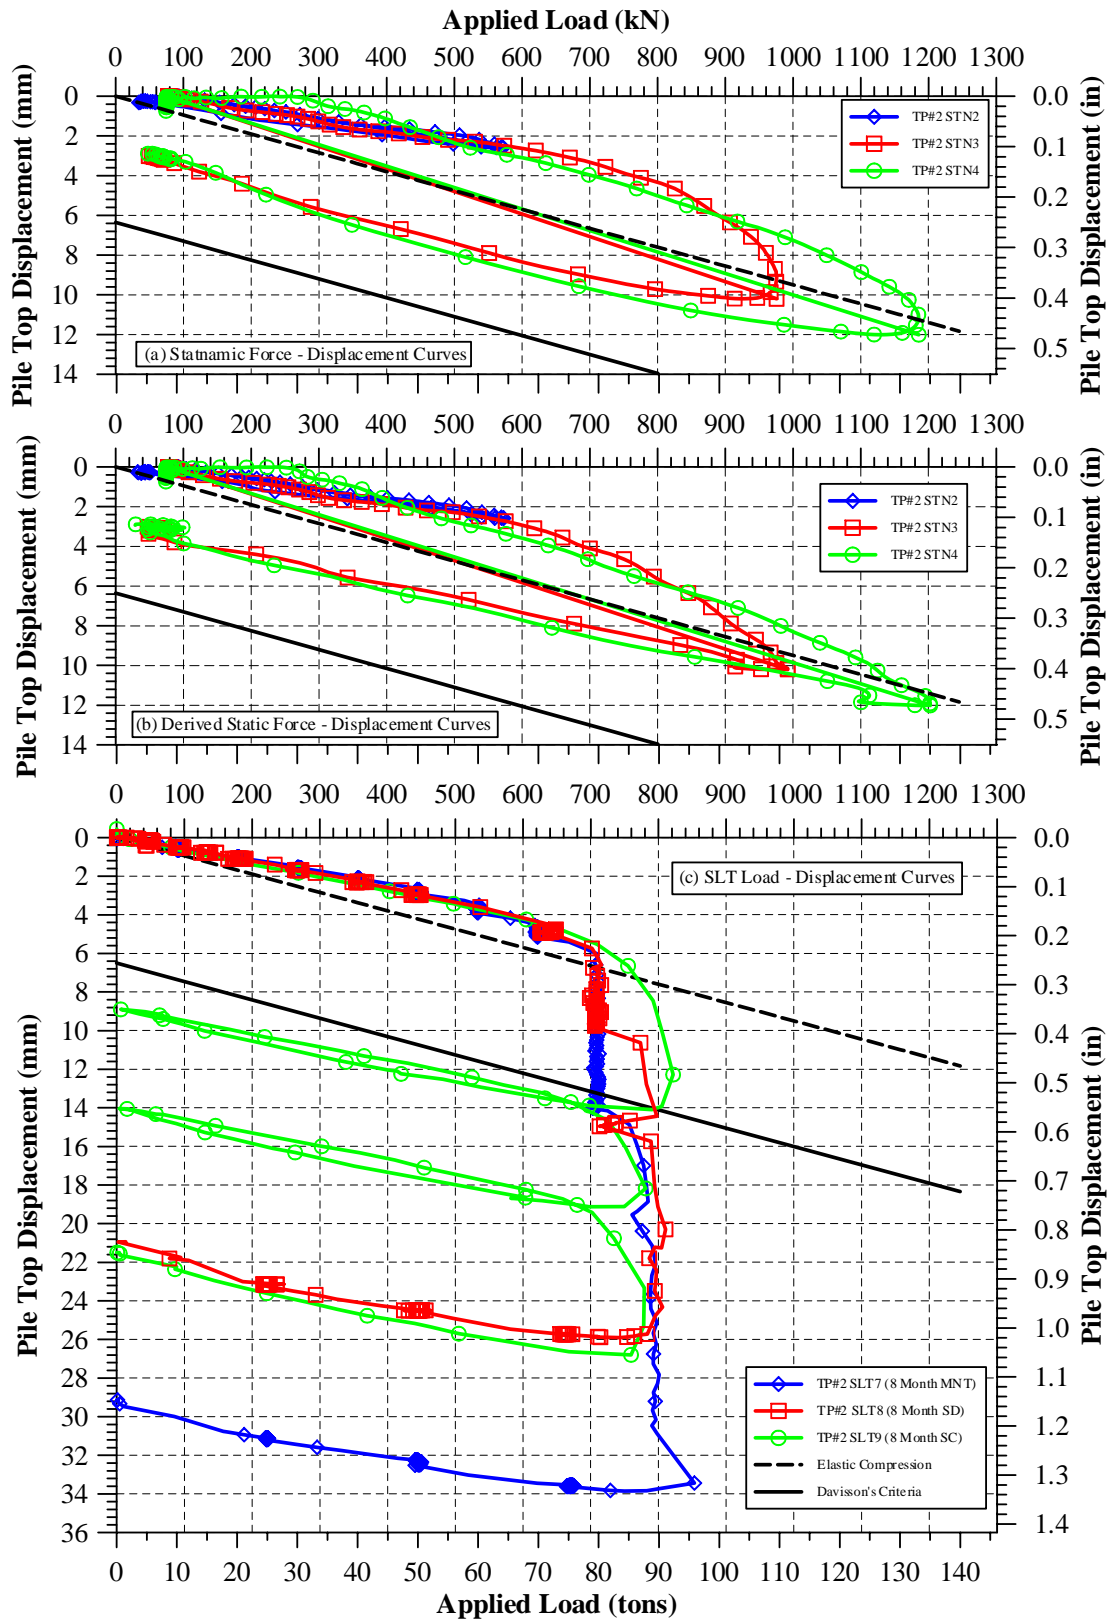 Applied Load (kN)
0 100 200 300 400 500 600 700 800 900 1000 1100 1200 1300
Pile Top Displacement (mm)
0
2
4
6
8
10
12
14
TP#2 STN2
TP#2 STN3
TP#2 STN4
(a) Statnamic Force - Displacement Curves
0.0
0.1
0.2
0.3
0.4
0.5
Pile Top Displacement (in)
0 100 200 300 400 500 600 700 800 900 1000 1100 1200 1300
Pile Top Displacement (mm)
0
2
4
6
8
10
12
14
TP#2 STN2
TP#2 STN3
TP#2 STN4
(b) Derived Static Force - Displacement Curves
0.0
0.1
0.2
0.3
0.4
0.5
Pile Top Displacement (in)
0 100 200 300 400 500 600 700 800 900 1000 1100 1200 1300
Pile Top Displacement (mm)
0
2
4
6
8
10
12
14
16
18
20
22
24
26
28
30
32
34
36
(c) SLT Load - Displacement Curves
TP#2 SLT7 (8 Month MNT)
TP#2 SLT8 (8 Month SD)
TP#2 SLT9 (8 Month SC)
Elastic Compression
Davisson's Criteria
0.0
0.1
0.2
0.3
0.4
0.5
0.6
0.7
0.8
0.9
1.0
1.1
1.2
1.3
1.4
Pile Top Displacement (in)
0 10 20 30 40 50 60 70 80 90 100 110 120 130 140
Applied Load (tons)